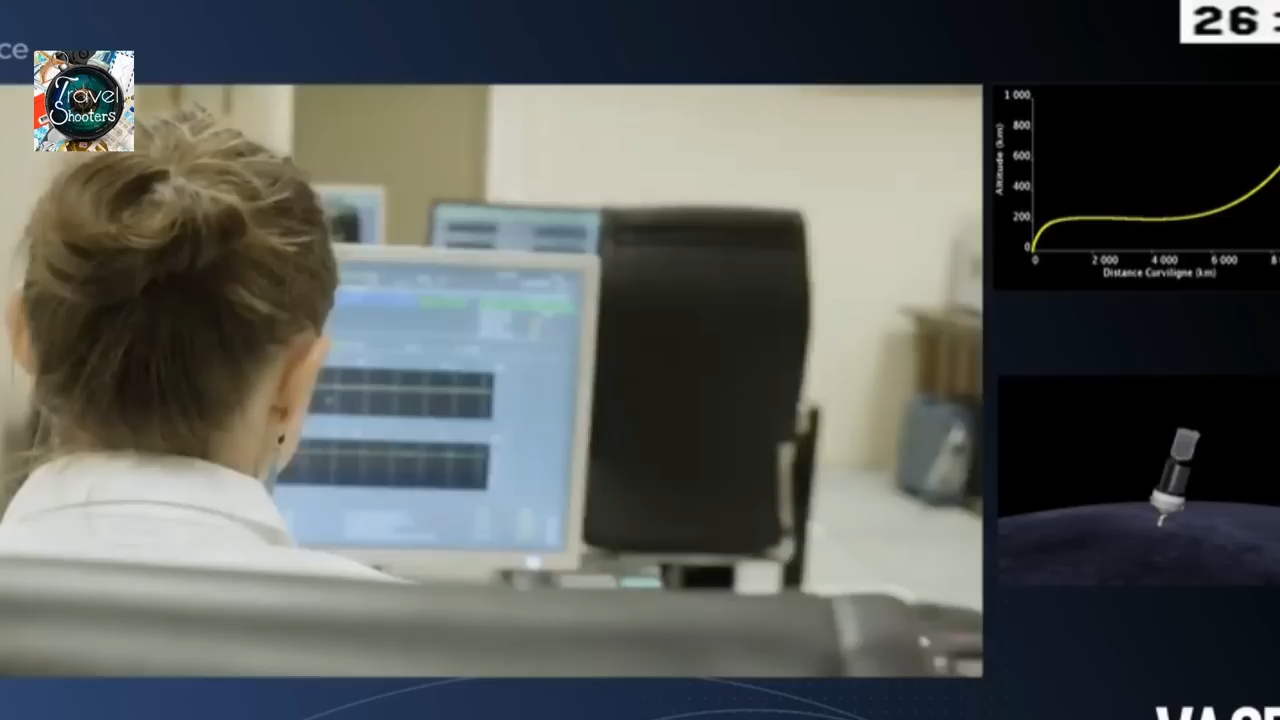 26:
ce
Travel
Shooters
1 000
800
600
400
200
0
Altitude (km)
0 2 000 4 000 6 000 8
Distance Curviligne (km)